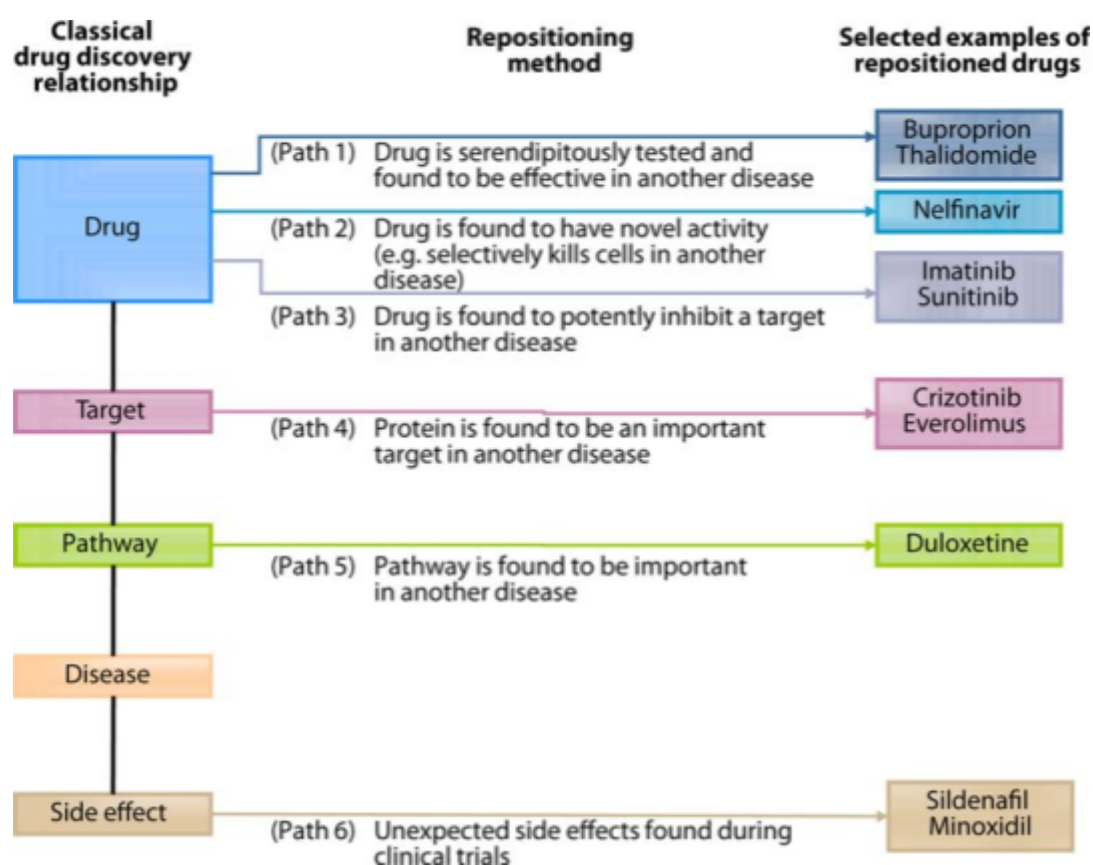 Classical
drug discovery
relationship
Repositioning
method
Selected examples of
repositioned drugs
Drug
(Path 1) Drug is serendipitously tested and
found to be effective in another disease
Buproprion
Thalidomide
(Path 2) Drug is found to have novel activity
(e.g. selectively kills cells in another
disease)
Nelfinavir
(Path 3) Drug is found to potently inhibit a target
in another disease
Imatinib
Sunitinib
Target
(Path 4) Protein is found to be an important
target in another disease
Crizotinib
Everolimus
Pathway
(Path 5) Pathway is found to be important
in another disease
Duloxetine
Disease
Side effect
(Path 6) Unexpected side effects found during
clinical trials
Sildenafil
Minoxidil